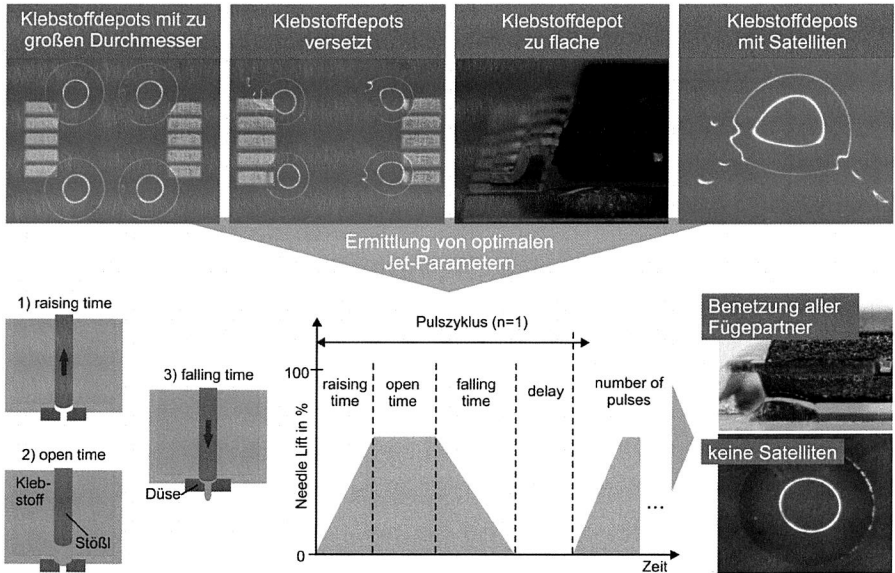 Klebstoffdepots mit zu
großen Durchmesser
Klebstoffdepots
versetzt
Klebstoffdepot
zu flache
Klebstoffdepots
mit Satelliten
Ermittlung von optimalen
Jet-Parametern
1) raising time
2) open time
Kleb-
stoff
Stößl
3) falling time
Düse
Needle Lift in %
100
0
Pulszyklus (n=1)
raising
time
open
time
falling
time
delay
number of
pulses
...
Zeit
Benetzung aller
Fügepartner
keine Satelliten